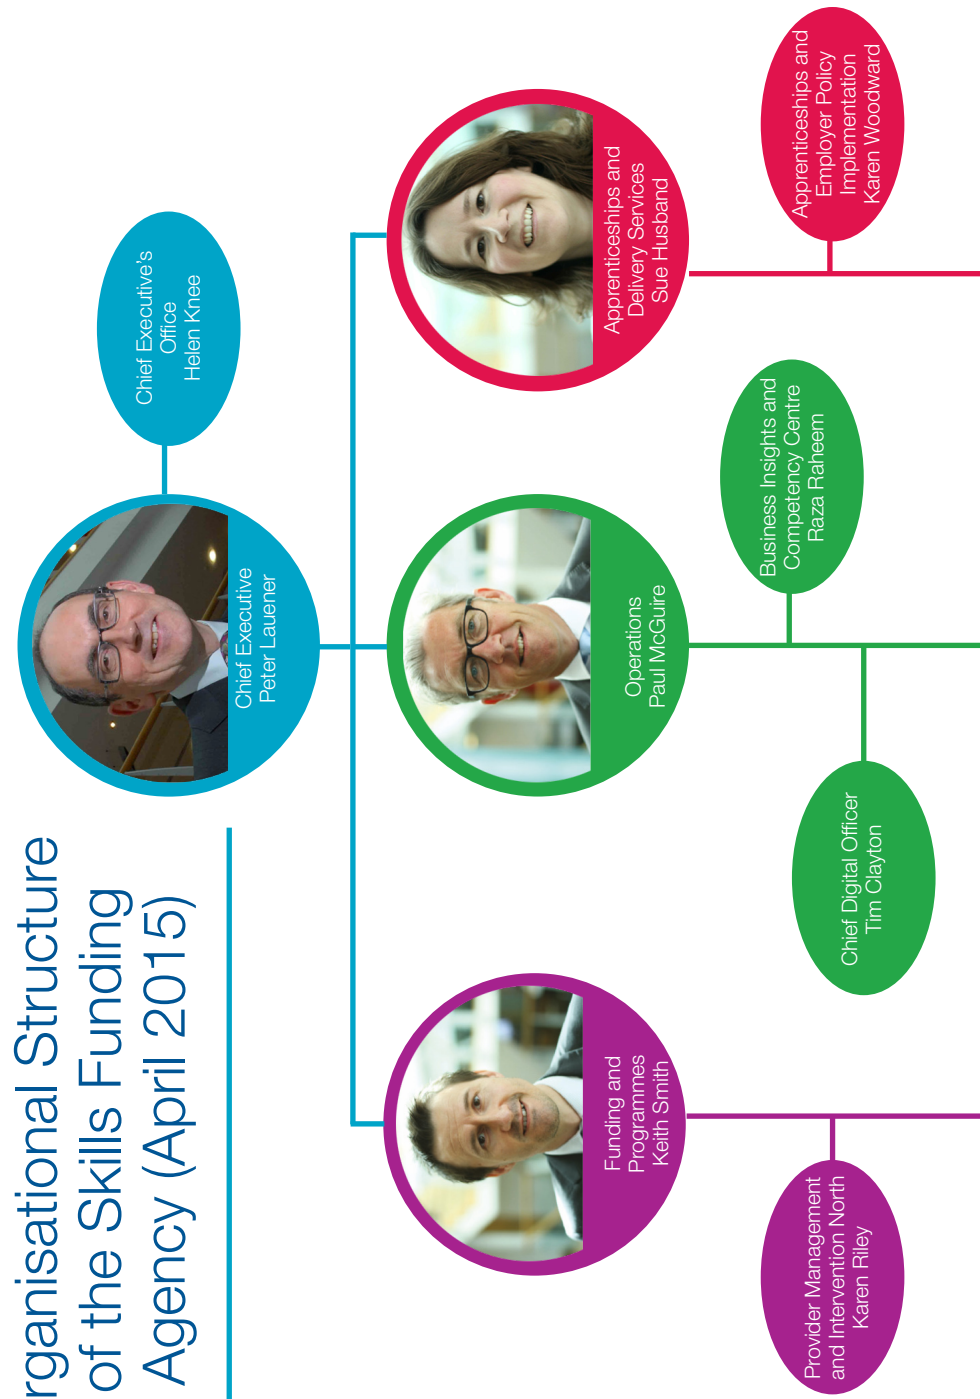 rganisational Structure
of the Skills Funding
Agency (April 2015)
Chief Executive
Peter Lauener
Chief Executive's
Office
Helen Knee
Funding and
Programmes
Keith Smith
Operations
Paul McGuire
Apprenticeships and
Delivery Services
Sue Husband
Provider Management
and Intervention North
Karen Riley
Chief Digital Officer
Tim Clayton
Business Insights and
Competency Centre
Raza Raheem
Apprenticeships and
Employer Policy
Implementation
Karen Woodward